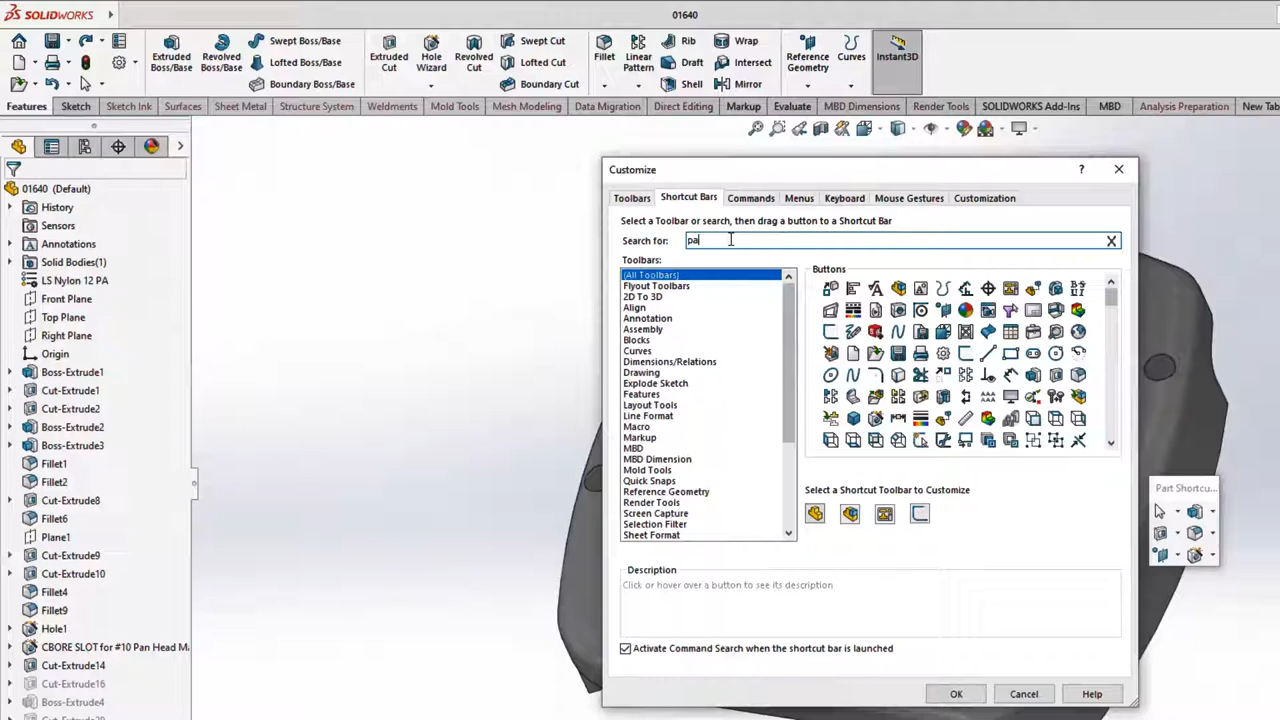 SOLIDWORKS
01640
Extruded Boss/Base
Revolved Boss/Base
Swept Boss/Base
Lofted Boss/Base
Boundary Boss/Base
Extruded Cut
Hole Wizard
Revolved Cut
Swept Cut
Lofted Cut
Boundary Cut
Fillet
Linear Pattern
Rib
Draft
Shell
Wrap
Intersect
Mirror
Reference Geometry
Curves
Instant3D
Features Sketch Sketch Ink Surfaces Sheet Metal Structure System Weldments Mold Tools Mesh Modeling Data Migration Direct Editing Markup Evaluate MBD Dimensions Render Tools SOLIDWORKS Add-Ins MBD Analysis Preparation New Tab
01640 (Default)
History
Sensors
Annotations
Solid Bodies(1)
LS Nylon 12 PA
Front Plane
Top Plane
Right Plane
Origin
Boss-Extrude1
Cut-Extrude1
Cut-Extrude2
Boss-Extrude2
Boss-Extrude3
Fillet1
Fillet2
Cut-Extrude8
Fillet6
Plane1
Cut-Extrude9
Cut-Extrude10
Fillet4
Fillet9
Hole1
CBORE SLOT for #10 Pan Head M
Cut-Extrude14
Cut-Extrude16
Boss-Extrude4
Customize
Toolbars Shortcut Bars Commands Menus Keyboard Mouse Gestures Customization
Select a Toolbar or search, then drag a button to a Shortcut Bar
Search for: pa
Toolbars:
(All Toolbars)
Flyout Toolbars
2D To 3D
Align
Annotation
Assembly
Blocks
Curves
Dimensions/Relations
Drawing
Explode Sketch
Features
Layout Tools
Line Format
Macro
Markup
MBD
MBD Dimension
Mold Tools
Quick Snaps
Reference Geometry
Render Tools
Screen Capture
Selection Filter
Sheet Format
Buttons
Select a Shortcut Toolbar to Customize
Description
Click or hover over a button to see its description
Activate Command Search when the shortcut bar is launched
OK Cancel Help
Part Shortcu...